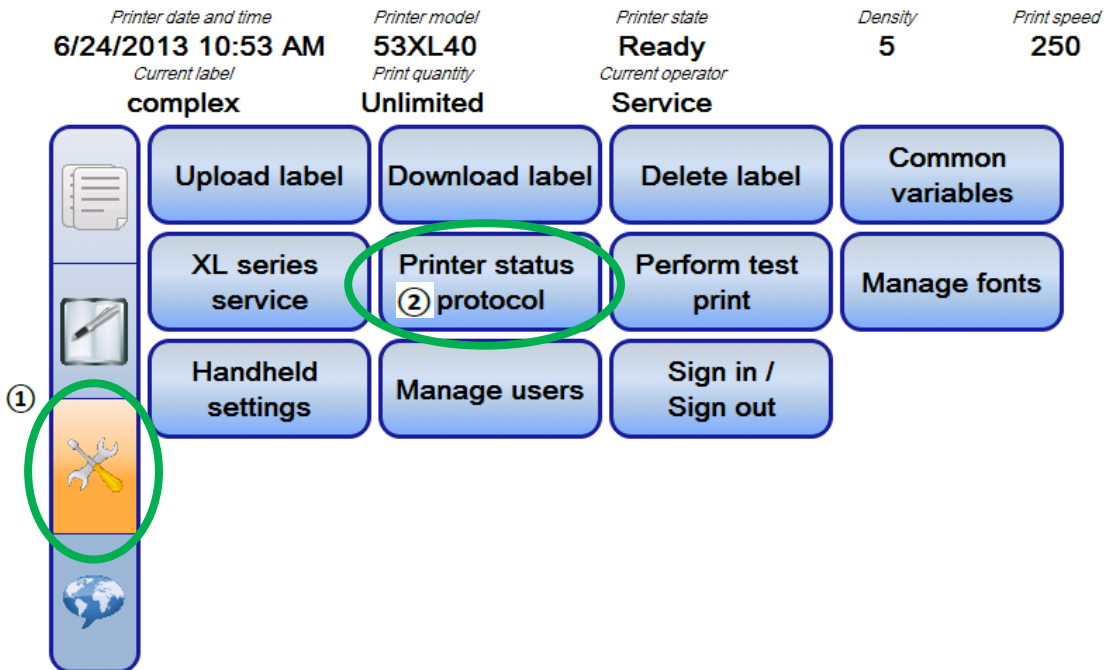 Printer date and time Printer model Printer state Density Print speed
6/24/2013 10:53 AM 53XL40 Ready 5 250
Current label Print quantity Current operator
complex Unlimited Service
Upload label Download label Delete label Common
variables
XL series
service
Printer status
② protocol
Perform test
print
Manage fonts
①
Handheld
settings
Manage users
Sign in /
Sign out